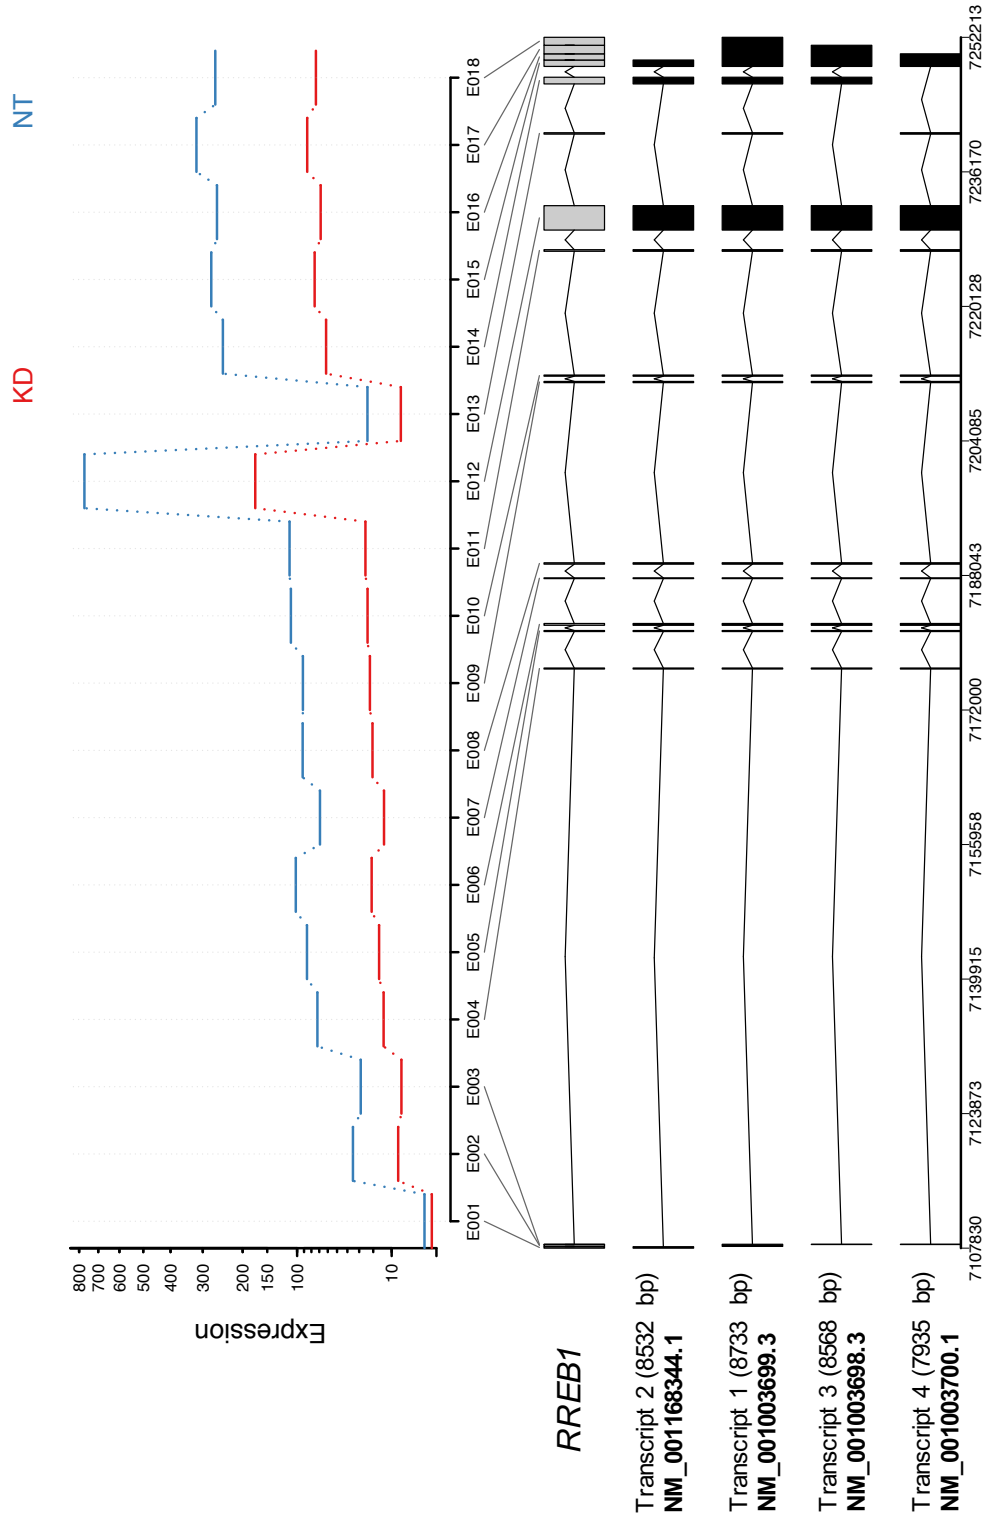 NT
KD
Expression
800
700
600
500
400
300
200
150
100
10
E001
E002
E003
E004
E005
E006
E007
E008
E009
E010
E011
E012
E013
E014
E015
E016
E017
E018
RREB1
Transcript 2 (8532 bp)
NM_001168344.1
Transcript 1 (8733 bp)
NM_001003699.3
Transcript 3 (8568 bp)
NM_001003698.3
Transcript 4 (7935 bp)
NM_001003700.1
7107830
7123873
7139915
7155958
7172000
7188043
7204085
7220128
7236170
7252213